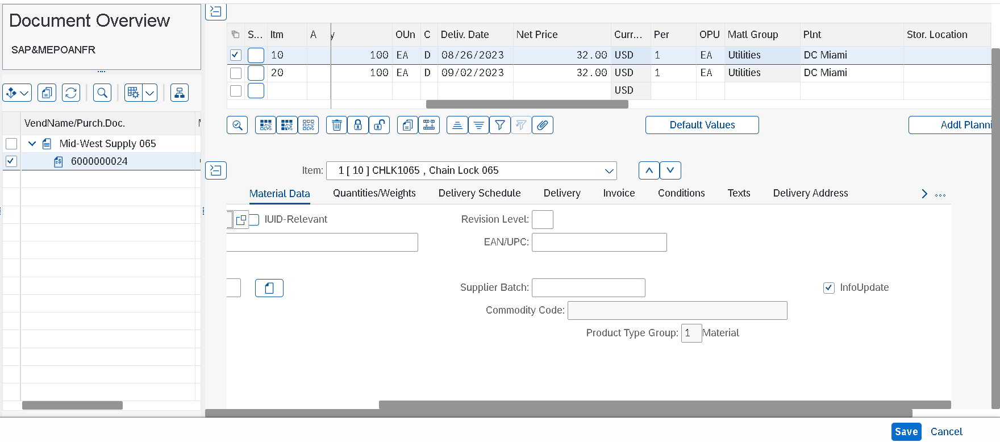 Document Overview
SAP&MEPOANFR
VendName/Purch.Doc.
Mid-West Supply 065
6000000024
S... Itm A y OUn C Deliv. Date Net Price Curr... Per OPU Matl Group Plnt Stor. Location
10 100 EA D 08/26/2023 32.00 USD 1 EA Utilities DC Miami
20 100 EA D 09/02/2023 32.00 USD 1 EA Utilities DC Miami
USD
Default Values
Addl Planni
Item: 1 [ 10 ] CHLK1065 , Chain Lock 065
Material Data Quantities/Weights Delivery Schedule Delivery Invoice Conditions Texts Delivery Address
IUID-Relevant Revision Level:
EAN/UPC:
Supplier Batch: InfoUpdate
Commodity Code:
Product Type Group: 1 Material
Save Cancel